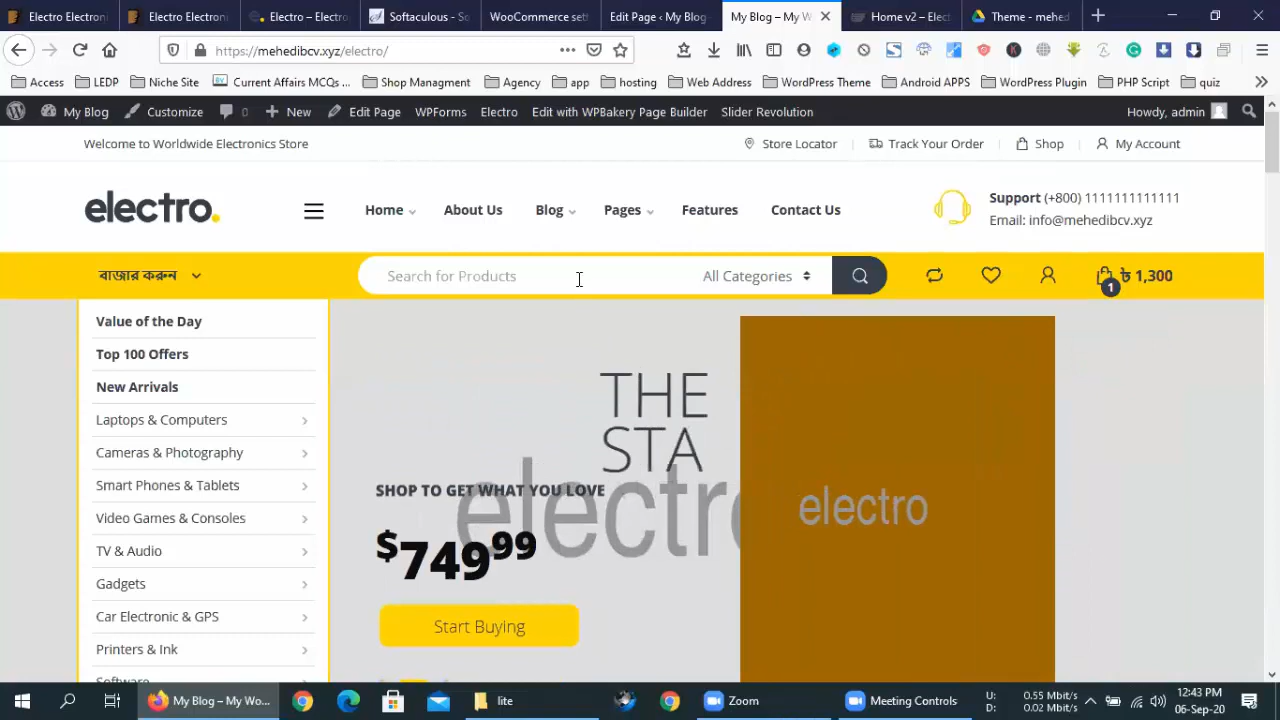 Electro Electroni
Electro Electroni
Electro – Electro
Softaculous - So
WooCommerce sett
Edit Page ‹ My Blog
My Blog – My W
Home v2 – Elect
Theme - mehed
https://mehedibcv.xyz/electro/
Access
LEDP
Niche Site
Current Affairs MCQs ...
Shop Managment
Agency
app
hosting
Web Address
WordPress Theme
Android APPS
WordPress Plugin
PHP Script
quiz
My Blog
Customize
0
New
Edit Page
WPForms
Electro
Edit with WPBakery Page Builder
Slider Revolution
Howdy, admin
Welcome to Worldwide Electronics Store
Store Locator
Track Your Order
Shop
My Account
electro.
Home
About Us
Blog
Pages
Features
Contact Us
Support (+800) 1111111111111
Email: info@mehedibcv.xyz
বাজার করুন
Search for Products
All Categories
1
৳ 1,300
Value of the Day
Top 100 Offers
New Arrivals
Laptops & Computers
Cameras & Photography
Smart Phones & Tablets
Video Games & Consoles
TV & Audio
Gadgets
Car Electronic & GPS
Printers & Ink
Software
THE
STA
SHOP TO GET WHAT YOU LOVE
$749.99
Start Buying
electro
electro
My Blog – My Wo...
lite
Zoom
Meeting Controls
U: 0.55 Mbit/s
D: 0.02 Mbit/s
12:43 PM
06-Sep-20